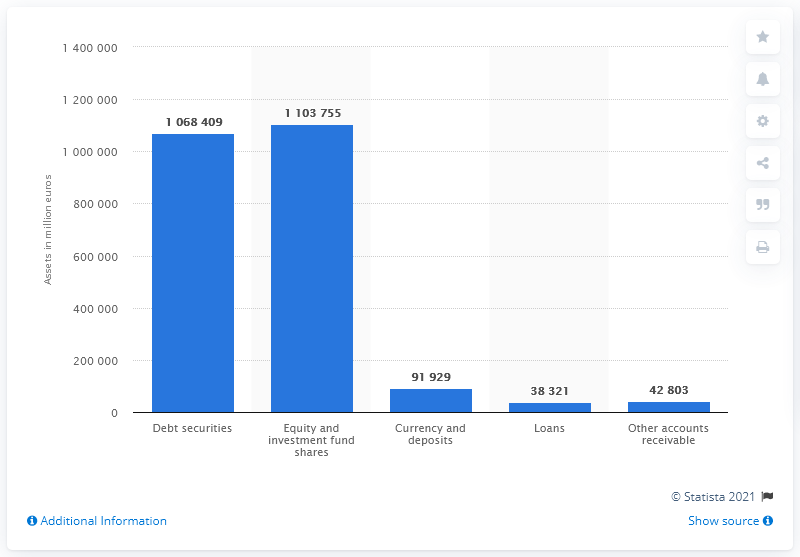 1 400 000
1 200 000
1 000 000
800 000
600 000
400 000
200 000
0
Assets in million euros
1 068 409
1 103 755
91 929
38 321
42 803
Debt securities
Equity and
investment fund
shares
Currency and
deposits
Loans
Other accounts
receivable
© Statista 2021
Additional Information
Show source